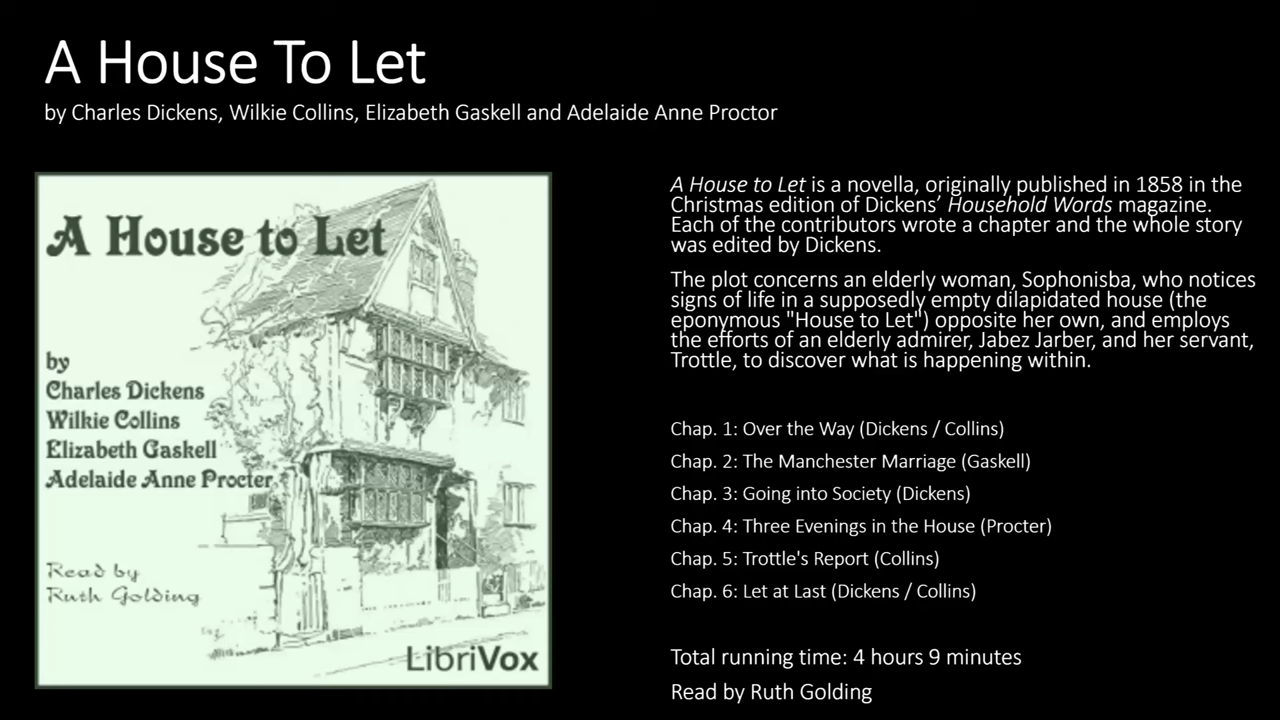 A House To Let
by Charles Dickens, Wilkie Collins, Elizabeth Gaskell and Adelaide Anne Proctor
A House to Let
by
Charles Dickens
Wilkie Collins
Elizabeth Gaskell
Adelaide Anne Procter
Read by
Ruth Golding
LibriVox
A House to Let is a novella, originally published in 1858 in the
Christmas edition of Dickens’ Household Words magazine.
Each of the contributors wrote a chapter and the whole story
was edited by Dickens.
The plot concerns an elderly woman, Sophonisba, who notices
signs of life in a supposedly empty dilapidated house (the
eponymous "House to Let") opposite her own, and employs
the efforts of an elderly admirer, Jabez Jarber, and her servant,
Trottle, to discover what is happening within.
Chap. 1: Over the Way (Dickens / Collins)
Chap. 2: The Manchester Marriage (Gaskell)
Chap. 3: Going into Society (Dickens)
Chap. 4: Three Evenings in the House (Procter)
Chap. 5: Trottle's Report (Collins)
Chap. 6: Let at Last (Dickens / Collins)
Total running time: 4 hours 9 minutes
Read by Ruth Golding